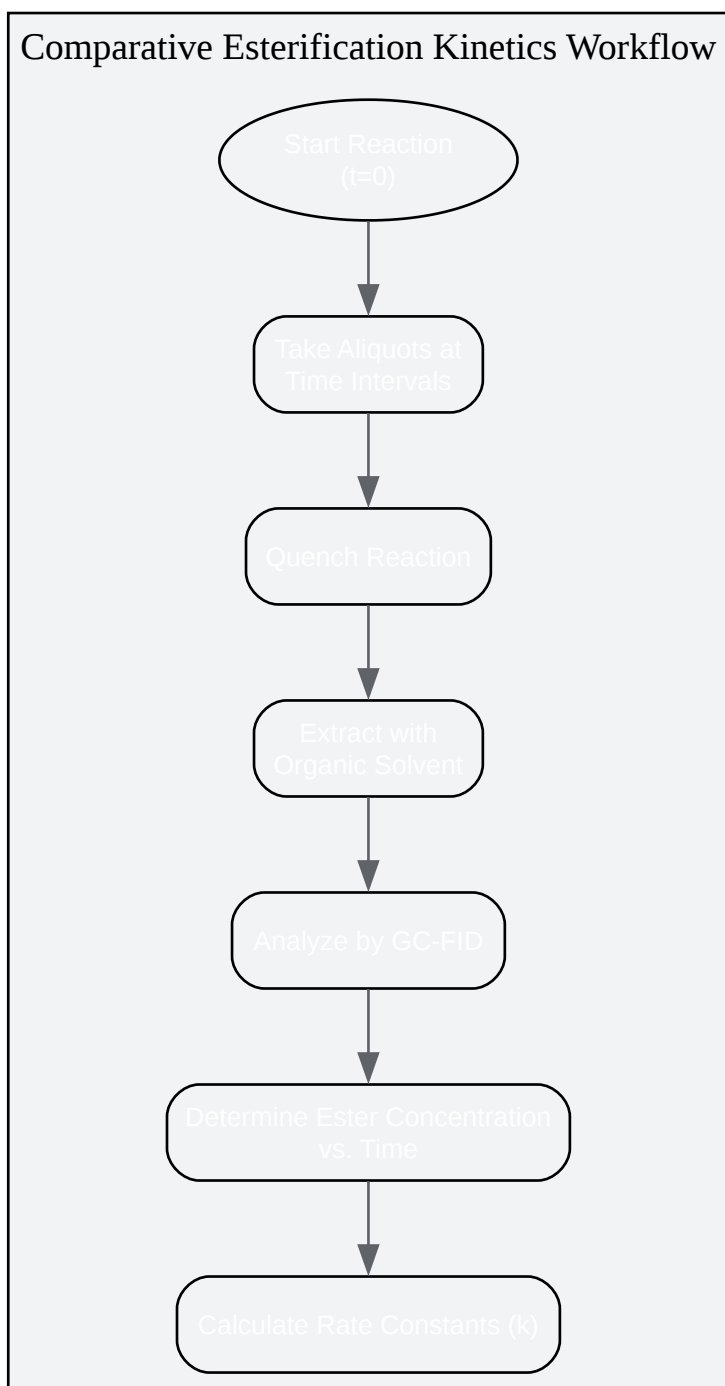 Comparative Esterification Kinetics Workflow
Start Reaction
(t=0)
Take Aliquots at
Time Intervals
Quench Reaction
Extract with
Organic Solvent
Analyze by GC-FID
Determine Ester Concentration
vs. Time
Calculate Rate Constants (k)